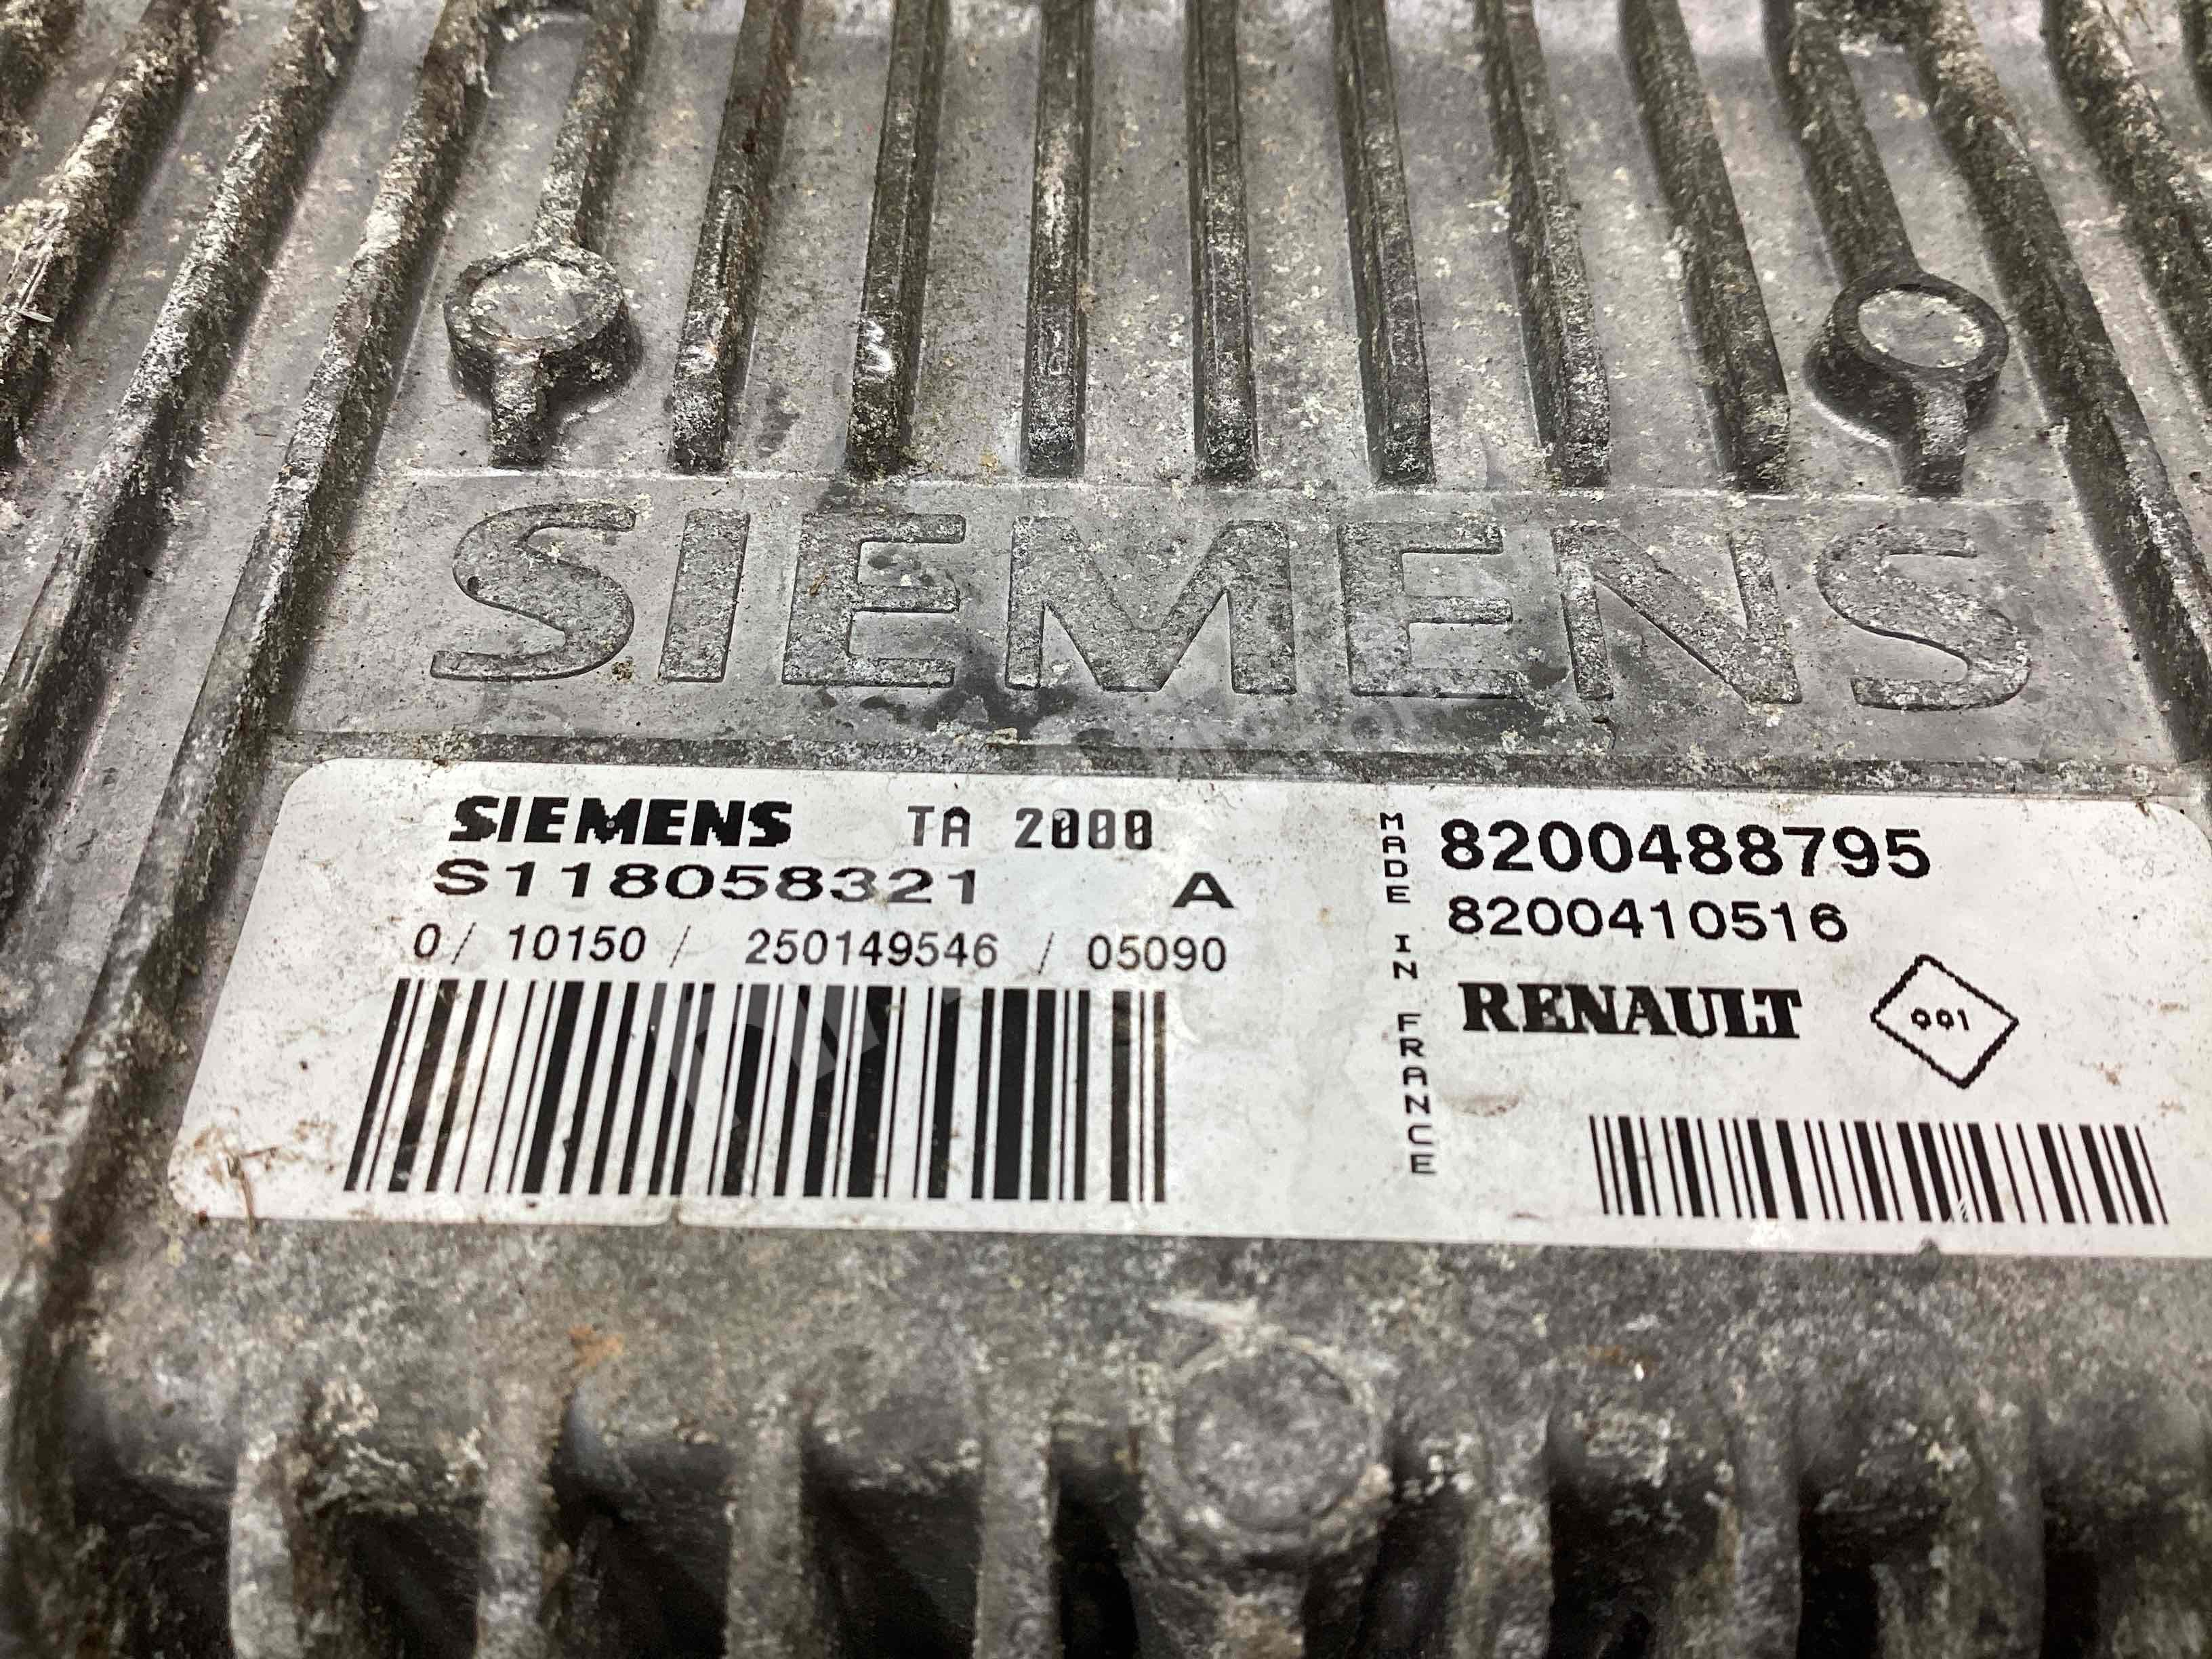 SIEMENS
SIEMENS TA 2000
S118058321 A
0/ 10150 / 250149546 / 05090
MADE IN FRANCE
8200488795
8200410516
RENAULT
001